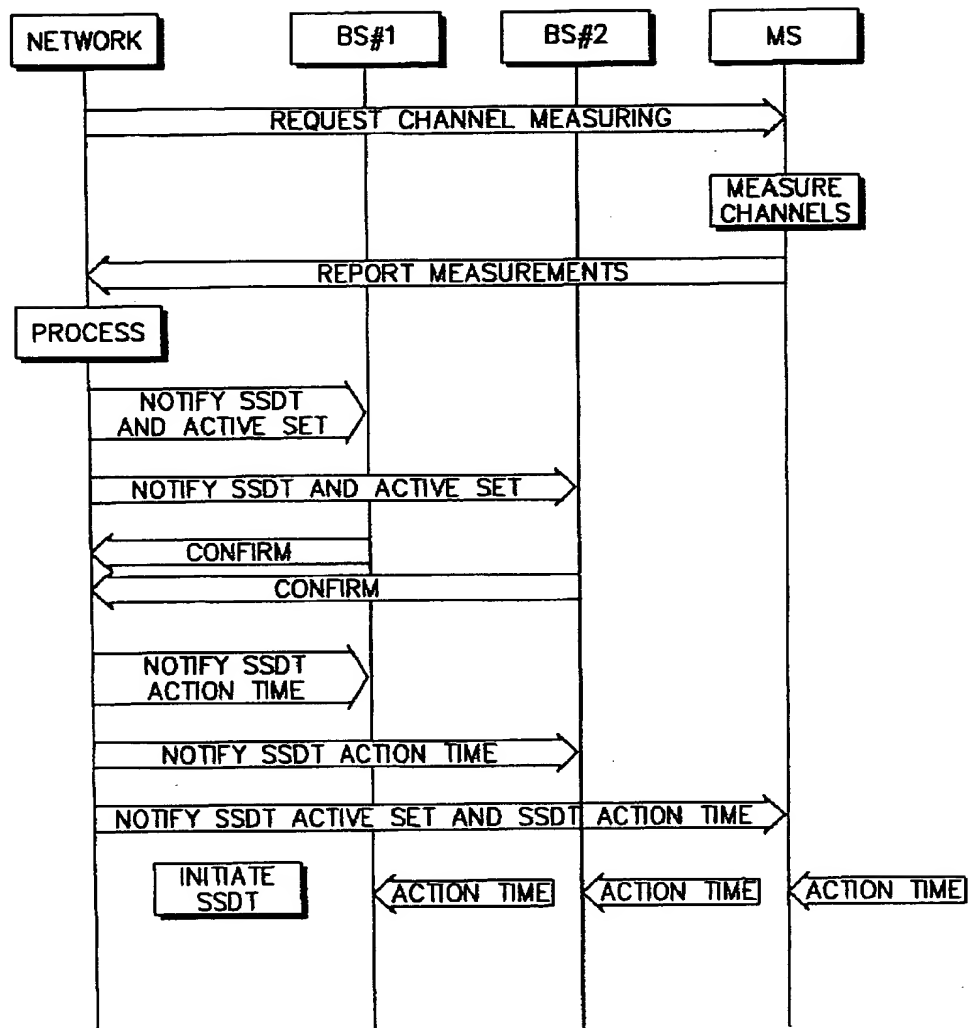 NETWORK
BS#1
BS#2
MS
REQUEST CHANNEL MEASURING
MEASURE
CHANNELS
REPORT MEASUREMENTS
PROCESS
NOTIFY SSDT
AND ACTIVE SET
NOTIFY SSDT AND ACTIVE SET
CONFIRM
CONFIRM
NOTIFY SSDT
ACTION TIME
NOTIFY SSDT ACTION TIME
NOTIFY SSDT ACTIVE SET AND SSDT ACTION TIME
INITIATE
SSDT
ACTION TIME
ACTION TIME
ACTION TIME